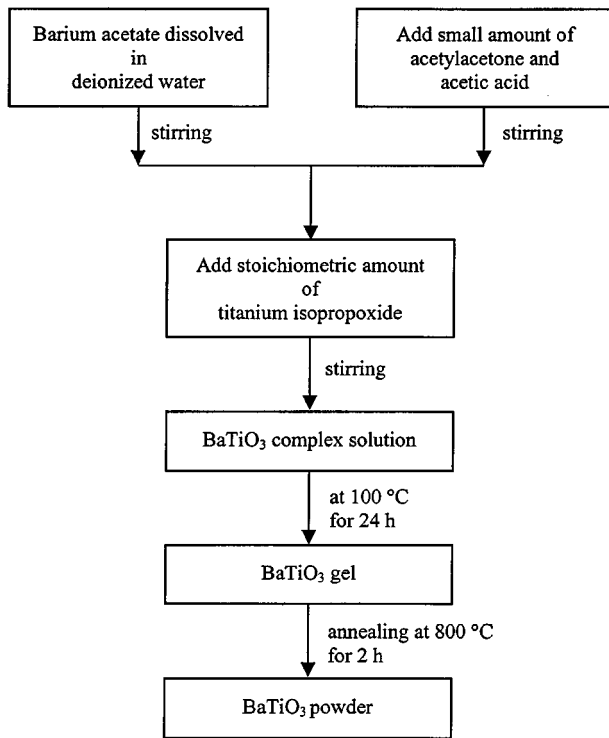 Barium acetate dissolved
in
deionized water
Add small amount of
acetylacetone and
acetic acid
stirring
stirring
Add stoichiometric amount
of
titanium isopropoxide
stirring
BaTiO₃ complex solution
at 100 °C
for 24 h
BaTiO₃ gel
annealing at 800 °C
for 2 h
BaTiO₃ powder